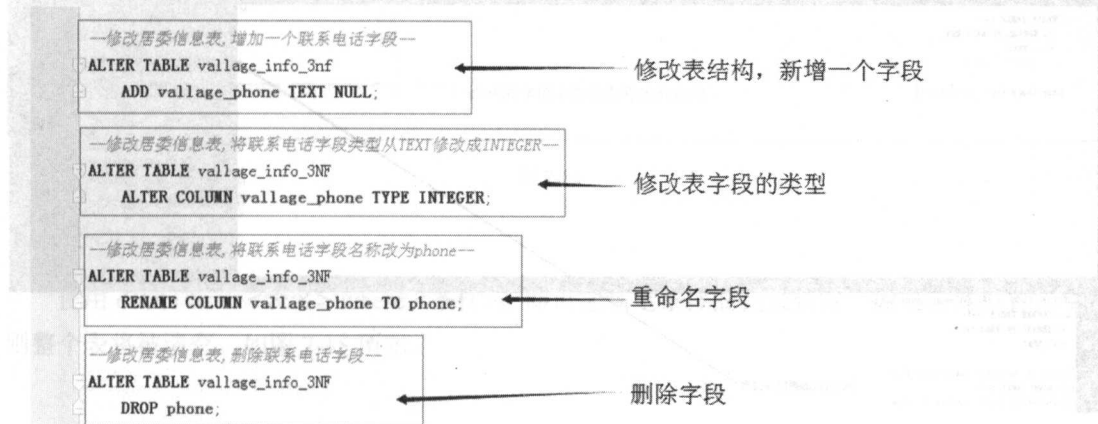 --修改居委信息表,增加一个联系电话字段--
ALTER TABLE vallage_info_3nf
ADD vallage_phone TEXT NULL;
修改表结构，新增一个字段
--修改居委信息表,将联系电话字段类型从TEXT修改成INTEGER--
ALTER TABLE vallage_info_3NF
ALTER COLUMN vallage_phone TYPE INTEGER;
修改表字段的类型
--修改居委信息表,将联系电话字段名称改为phone--
ALTER TABLE vallage_info_3NF
RENAME COLUMN vallage_phone TO phone;
重命名字段
--修改居委信息表,删除联系电话字段--
ALTER TABLE vallage_info_3NF
DROP phone;
删除字段